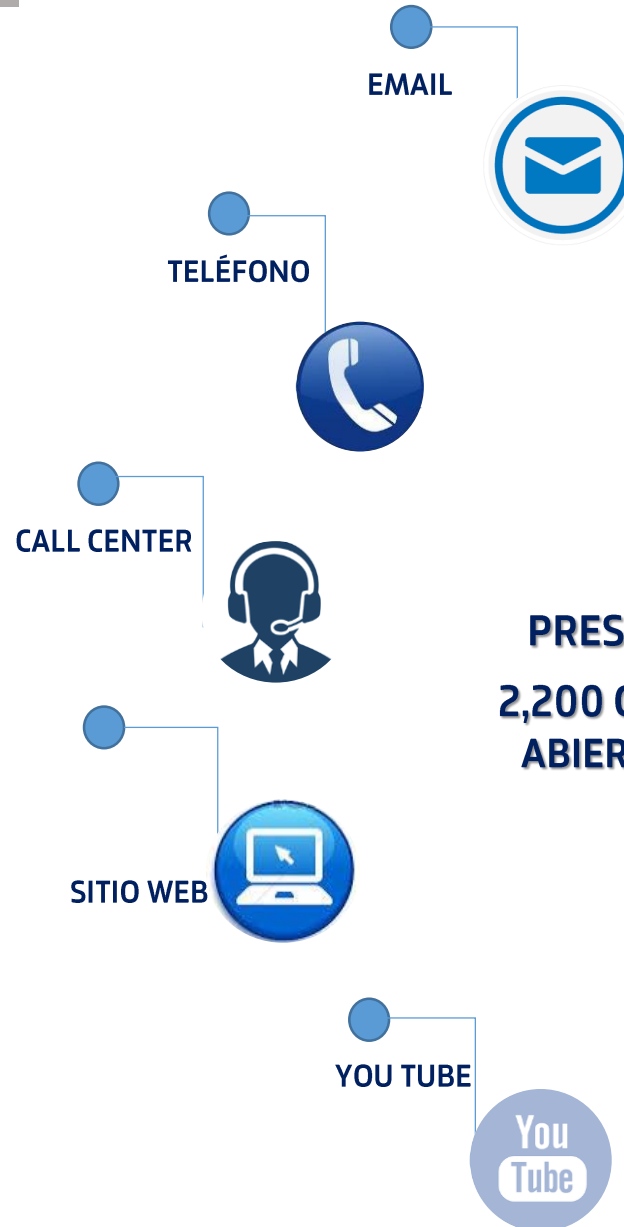 EMAIL
TELÉFONO
CALL CENTER
PRES
2,200
ABIER
SITIO WEB
YOU TUBE
You
Tube